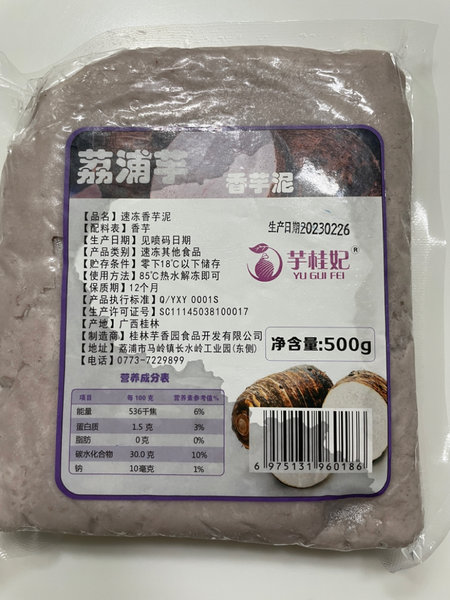 荔浦芋
香芋泥
【品名】速冻香芋泥
【配料表】香芋
【生产日期】见喷码日期
【产品类别】速冻其他食品
【贮存条件】零下18℃以下储存
【使用方法】85℃热水解冻即可
【保质期】12个月
【产品执行标准】Q/YXY 0001S
【生产许可证号】SC11145038100017
【产地】广西桂林
【制造商】桂林芋香园食品开发有限公司
【地址】荔浦市马岭镇长水岭工业园(东侧)
【电话】0773-7229899
生产日期20230226
芋桂妃®
YU GUI FEI
净含量:500g
营养成分表
项目 每100克 营养素参考值%
能量 536千焦 6%
蛋白质 1.5克 3%
脂肪 0克 0%
碳水化合物 30.0克 10%
钠 10毫克 1%
6 975131 960186